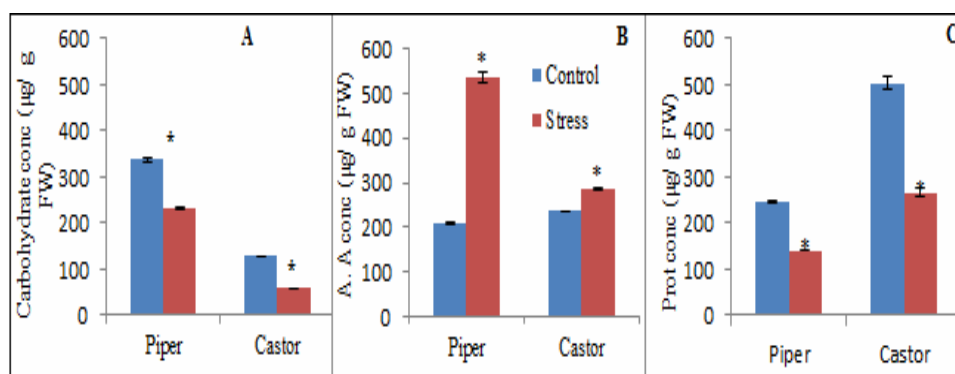 A
Carbohydrate conc (µg/ g
FW)
600
500
400
300
200
100
0
*
*
Piper
Castor
B
A. A conc (µg/ g FW)
600
500
400
300
200
100
0
*
*
Control
Stress
Piper
Castor
C
Prot conc (µg/ g FW)
600
500
400
300
200
100
0
*
*
Piper
Castor